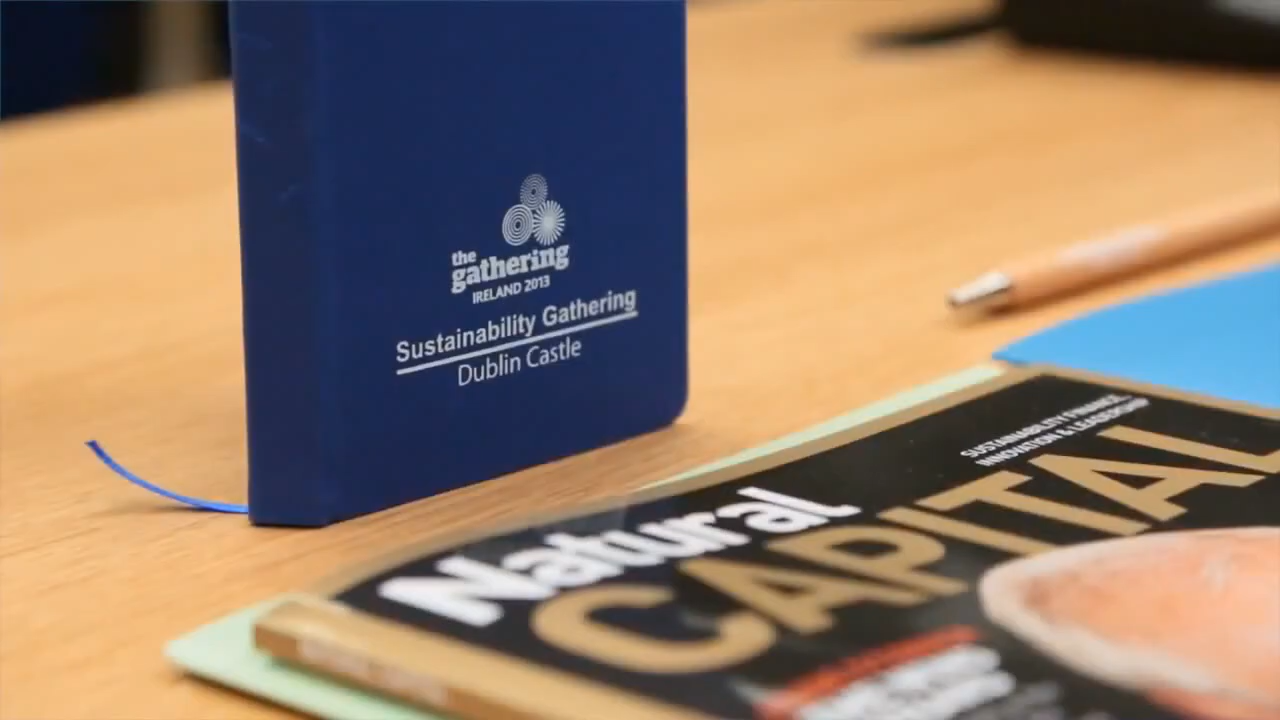 the
gathering
IRELAND 2013
Sustainability Gathering
Dublin Castle
SUSTAINABILITY FINANCE,
INNOVATION & LEADERSHIP
Natural
CAPITAL